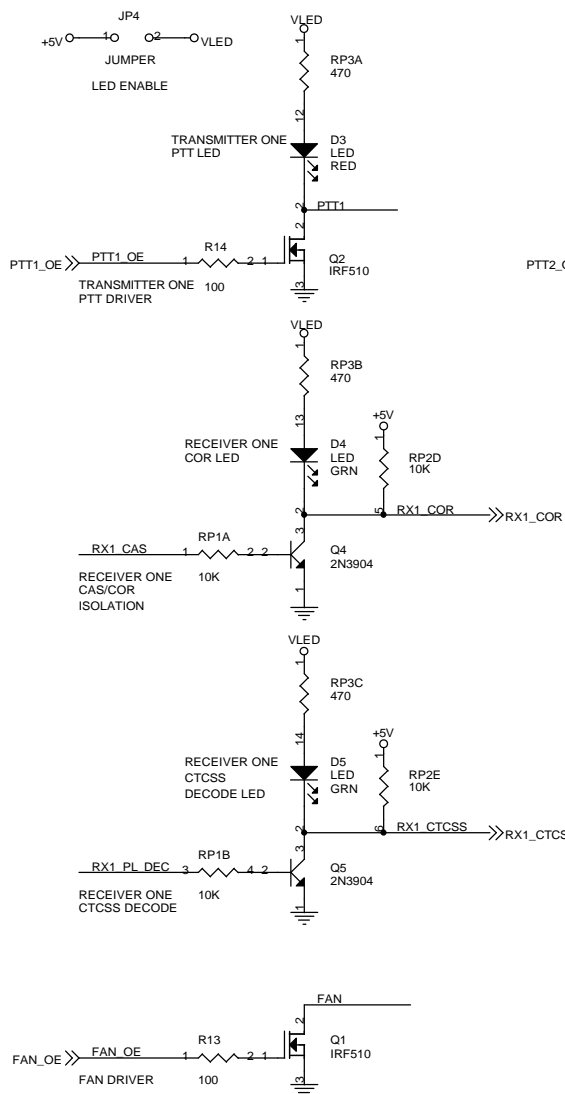 JP4
+5V 1 2 VLED
JUMPER
LED ENABLE
VLED
1
RP3A
470
12
TRANSMITTER ONE
PTT LED
D3
LED
RED
2
PTT1
2
R14
PTT1_OE PTT1_OE 1 2 1
Q2
IRF510
TRANSMITTER ONE
PTT DRIVER
100
3
PTT2_O
VLED
1
RP3B
470
13
+5V
RECEIVER ONE
COR LED
D4
LED
GRN
1
RP2D
10K
2
5
RX1_COR
RX1_COR
3
RX1_CAS 1 RP1A 2 2
Q4
2N3904
RECEIVER ONE
CAS/COR
ISOLATION
10K
1
VLED
1
RP3C
470
14
+5V
RECEIVER ONE
CTCSS
DECODE LED
D5
LED
GRN
1
RP2E
10K
2
6
RX1_CTCSS
RX1_CTCS
3
RX1_PL_DEC 3 RP1B 4 2
Q5
2N3904
RECEIVER ONE
CTCSS DECODE
10K
1
FAN
2
R13
FAN_OE FAN_OE 1 2 1
Q1
IRF510
FAN DRIVER 100
3